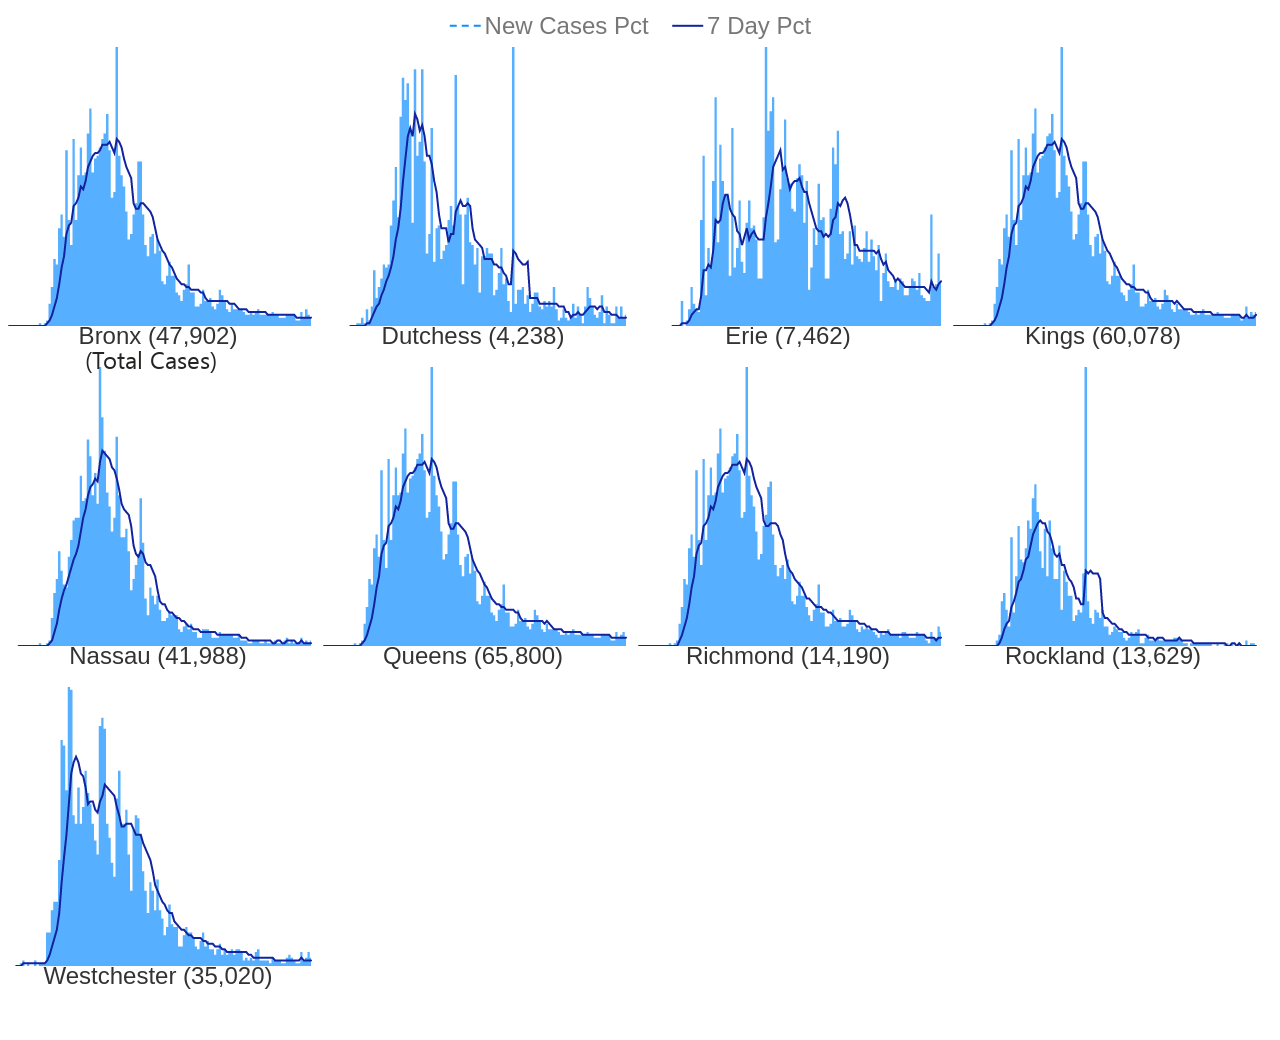 New Cases Pct 7 Day Pct
Bronx (47,902) Dutchess (4,238) Erie (7,462) Kings (60,078)
(Total Cases)
Nassau (41,988) Queens (65,800) Richmond (14,190) Rockland (13,629)
Westchester (35,020)